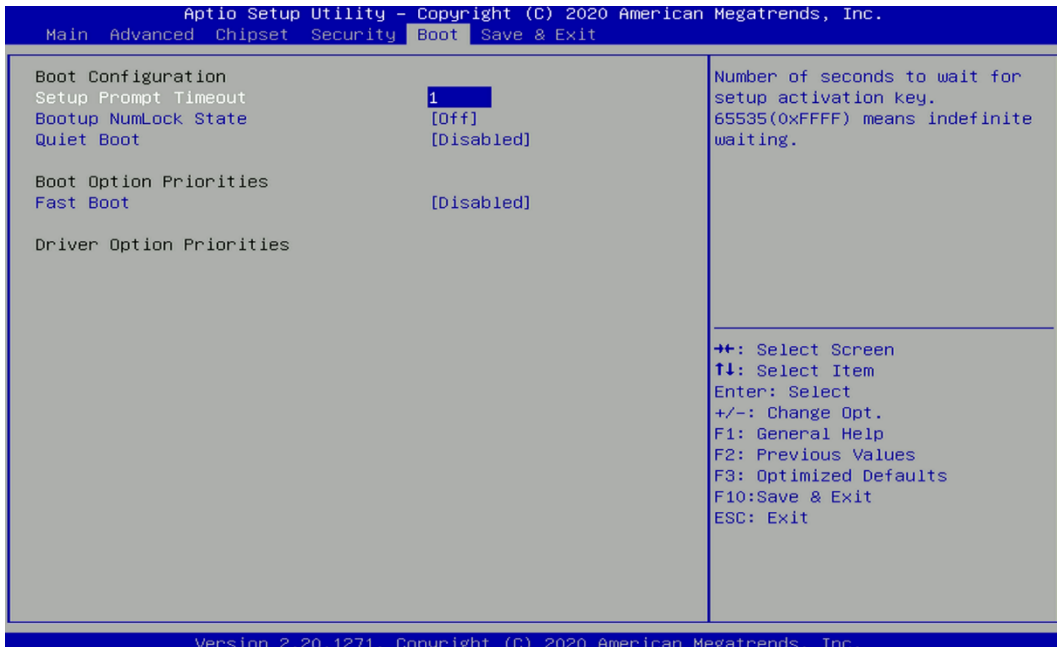 Aptio Setup Utility – Copyright (C) 2020 American Megatrends, Inc.
Main Advanced Chipset Security Boot Save & Exit
Boot Configuration
Setup Prompt Timeout 1
Bootup NumLock State [Off]
Quiet Boot [Disabled]
Boot Option Priorities
Fast Boot [Disabled]
Driver Option Priorities
Number of seconds to wait for
setup activation key.
65535(0xFFFF) means indefinite
waiting.
→←: Select Screen
↑↓: Select Item
Enter: Select
+/-: Change Opt.
F1: General Help
F2: Previous Values
F3: Optimized Defaults
F10:Save & Exit
ESC: Exit
Version 2.20.1271. Copyright (C) 2020 American Megatrends, Inc.